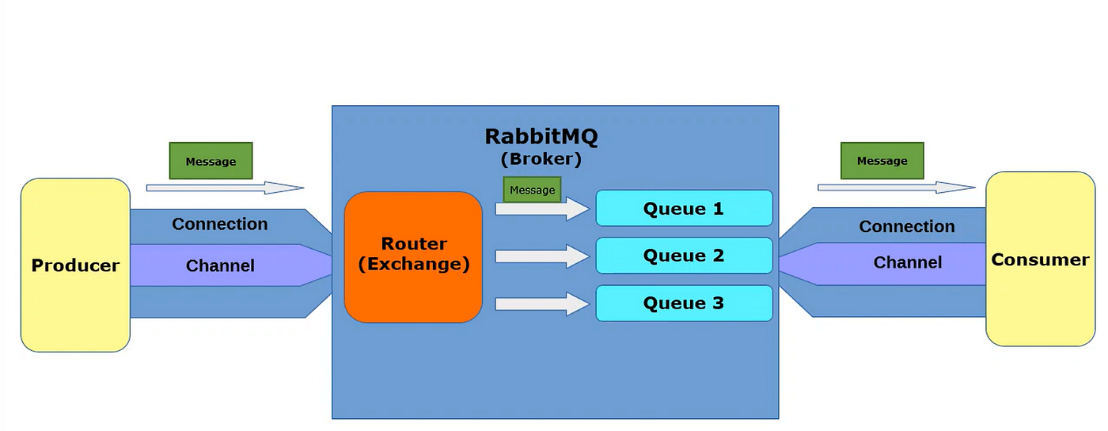 RabbitMQ
(Broker)
Message
Message
Message
Connection
Channel
Producer
Router
(Exchange)
Queue 1
Queue 2
Queue 3
Connection
Channel
Consumer